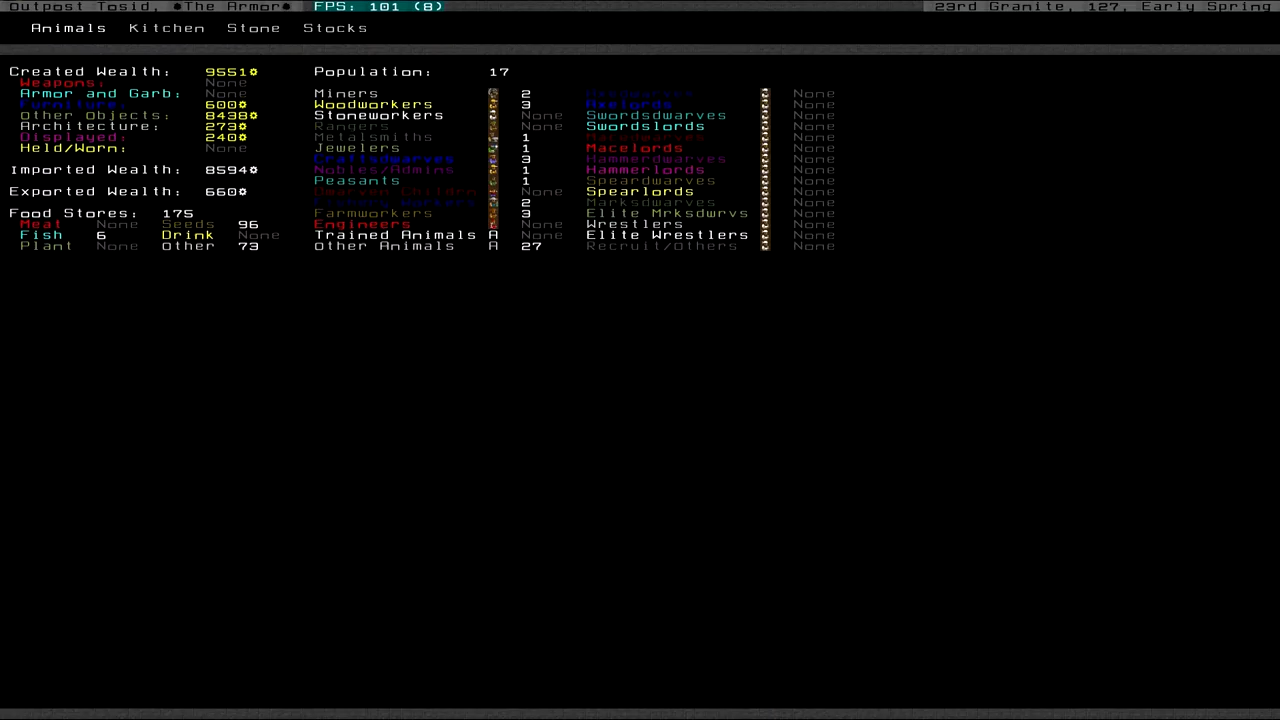 Outpost Tosid, ☼The Armor☼ FPS: 101 (8) 23rd Granite, 127, Early Spring
Animals Kitchen Stone Stocks
Created Wealth: 9551☼ Population: 17
Weapons: None
Armor and Garb: None Miners 2 None
Furniture: 600☼ Woodworkers 3 Axelords None
Other Objects: 8438☼ Stoneworkers None Swordsdwarves None
Architecture: 273☼ Rangers None Swordslords None
Displayed: 240☼ Metalsmiths 1 Macedwarves None
Held/Worn: None Jewelers 1 Macelords None
Craftsdwarves 3 Hammerdwarves None
Imported Wealth: 8594☼ Nobles/Admins 1 Hammerlords None
Peasants 1 Speardwarves None
Exported Wealth: 660☼ Dwarven Childrn None Spearlords None
Fishery Workers 2 Marksdwarves None
Food Stores: 175 Farmworkers 3 Elite Mrksdwrvs None
Meat None Seeds 96 Engineers None Wrestlers None
Fish 6 Drink None Trained Animals A None Elite Wrestlers None
Plant None Other 73 Other Animals A 27 Recruit/Others None